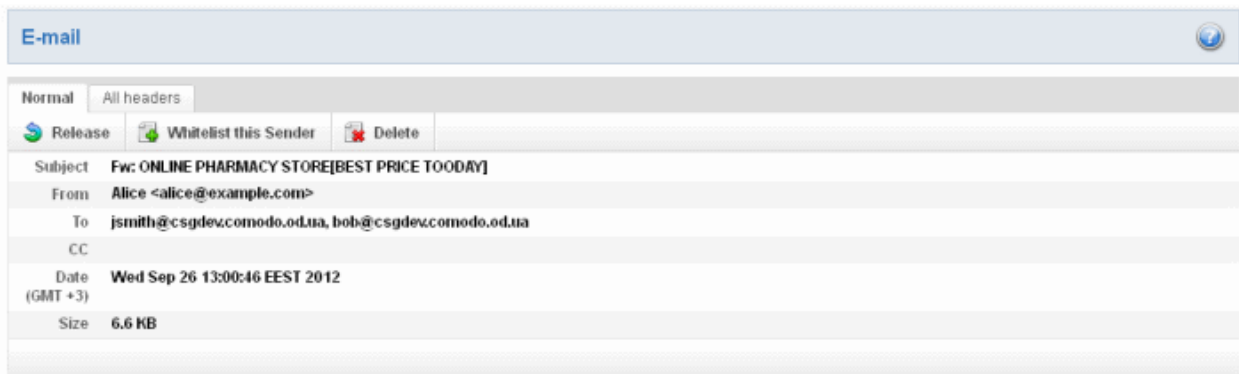 E-mail
Normal All headers
Release Whitelist this Sender Delete
Subject Fw: ONLINE PHARMACY STORE[BEST PRICE TOODAY]
From Alice <alice@example.com>
To jsmith@csgdev.comodo.od.ua, bob@csgdev.comodo.od.ua
CC
Date Wed Sep 26 13:00:46 EEST 2012
(GMT +3)
Size 6.6 KB